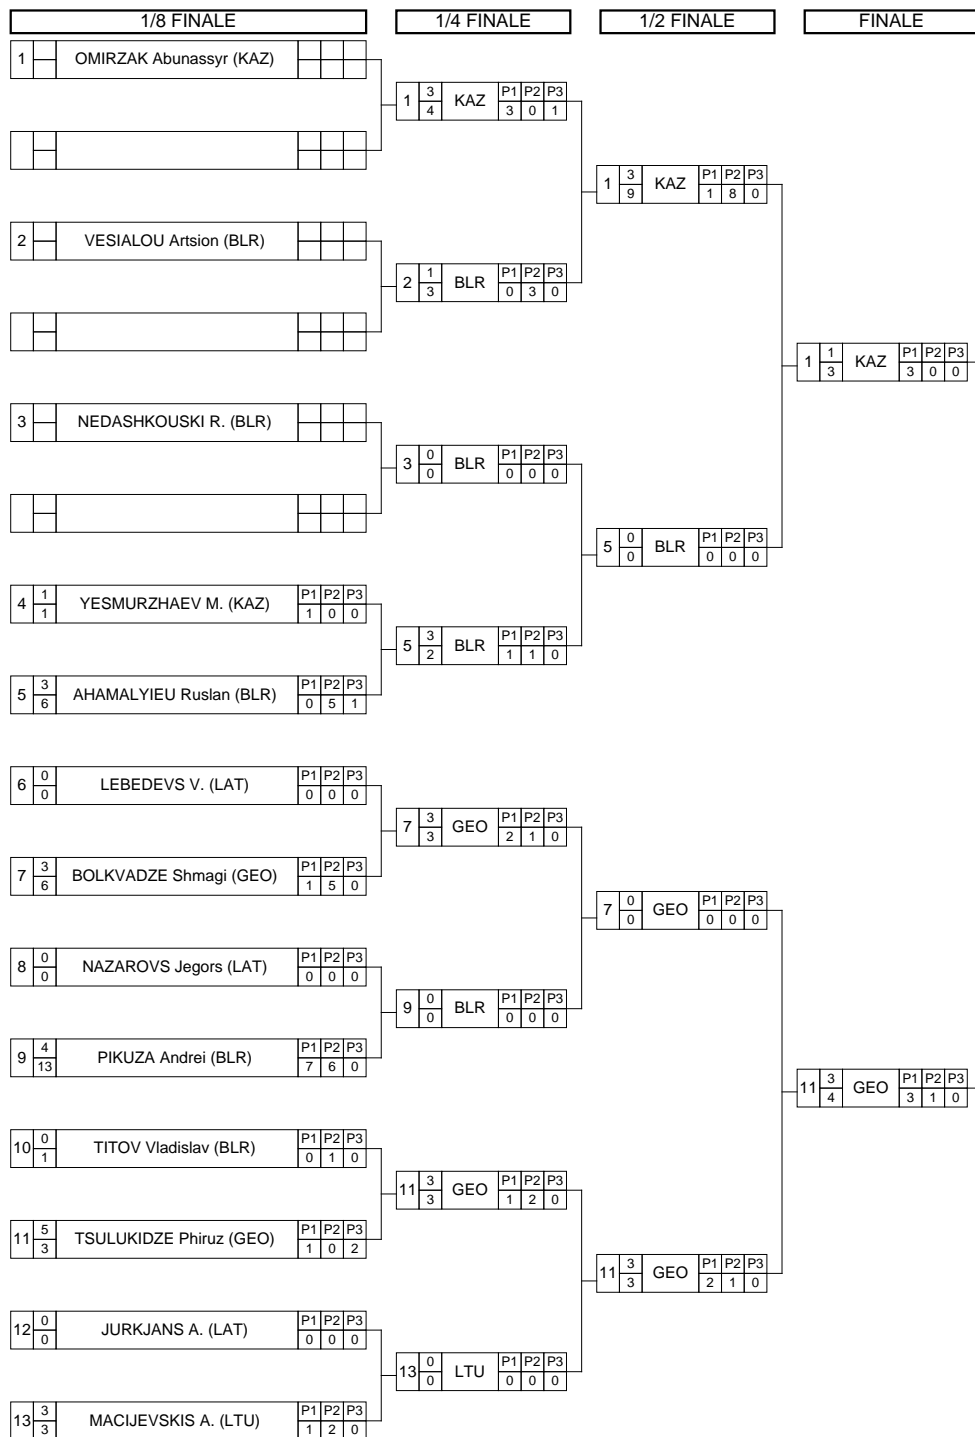 1/8 FINALE 1/4 FINALE 1/2 FINALE FINALE
1 OMIRZAK Abunassyr (KAZ)
1 3 4 KAZ P1 P2 P3 3 0 1
1 3 9 KAZ P1 P2 P3 1 8 0
2 VESIALOU Artsion (BLR)
2 1 3 BLR P1 P2 P3 0 3 0
1 1 3 KAZ P1 P2 P3 3 0 0
3 NEDASHKOUSKI R. (BLR)
3 0 0 BLR P1 P2 P3 0 0 0
5 0 0 BLR P1 P2 P3 0 0 0
4 1 1 YESMURZHAEV M. (KAZ) P1 P2 P3 1 0 0
5 3 2 BLR P1 P2 P3 1 1 0
5 3 6 AHAMALYIEU Ruslan (BLR) P1 P2 P3 0 5 1
6 0 0 LEBEDEVS V. (LAT) P1 P2 P3 0 0 0
7 3 3 GEO P1 P2 P3 2 1 0
7 3 6 BOLKVADZE Shmagi (GEO) P1 P2 P3 1 5 0
7 0 0 GEO P1 P2 P3 0 0 0
8 0 0 NAZAROVS Jegors (LAT) P1 P2 P3 0 0 0
9 0 0 BLR P1 P2 P3 0 0 0
9 4 13 PIKUZA Andrei (BLR) P1 P2 P3 7 6 0
11 3 4 GEO P1 P2 P3 3 1 0
10 0 1 TITOV Vladislav (BLR) P1 P2 P3 0 1 0
11 3 3 GEO P1 P2 P3 1 2 0
11 5 3 TSULUKIDZE Phiruz (GEO) P1 P2 P3 1 0 2
11 3 3 GEO P1 P2 P3 2 1 0
12 0 0 JURKJANS A. (LAT) P1 P2 P3 0 0 0
13 0 0 LTU P1 P2 P3 0 0 0
13 3 3 MACIJEVSKIS A. (LTU) P1 P2 P3 1 2 0